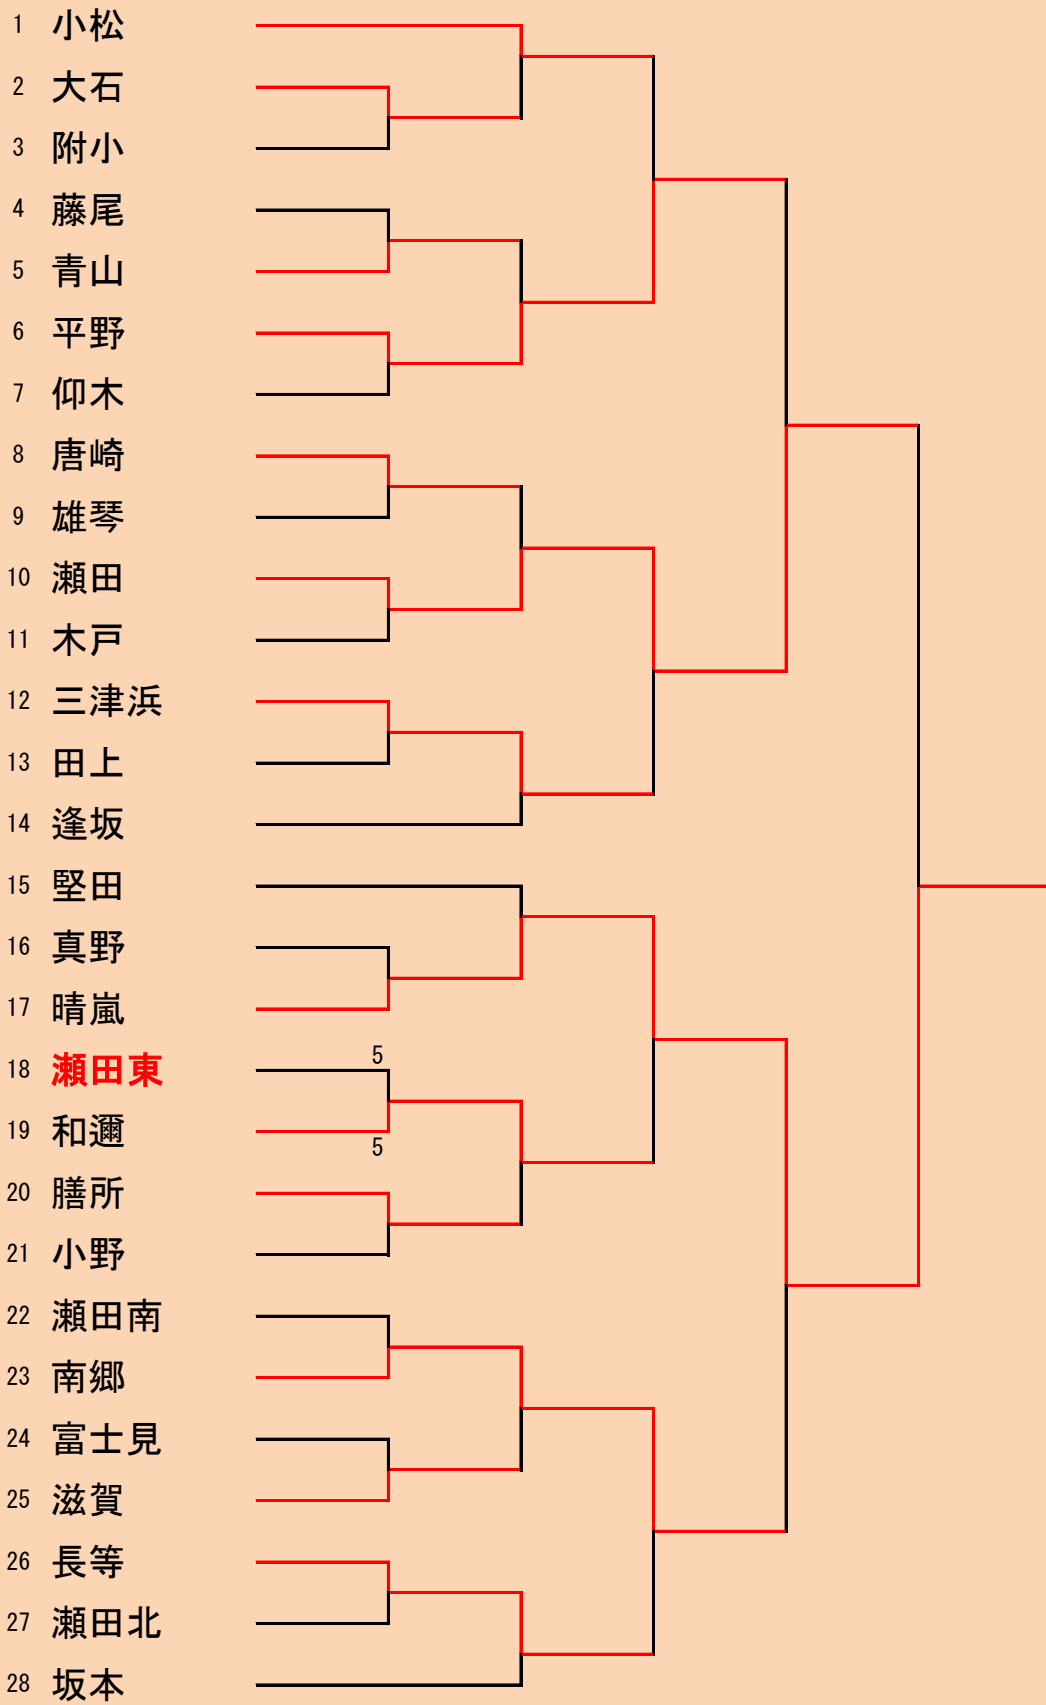 1 小松
2 大石
3 附小
4 藤尾
5 青山
6 平野
7 仰木
8 唐崎
9 雄琴
10 瀬田
11 木戸
12 三津浜
13 田上
14 逢坂
15 堅田
16 真野
17 晴嵐
18 瀬田東 5
19 和邇 5
20 膳所
21 小野
22 瀬田南
23 南郷
24 富士見
25 滋賀
26 長等
27 瀬田北
28 坂本